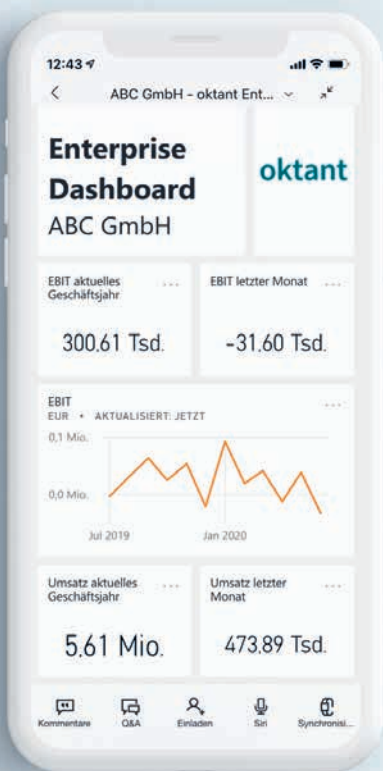 12:43
ABC GmbH – oktant Ent...
Enterprise
Dashboard
ABC GmbH
oktant
EBIT aktuelles
Geschäftsjahr
...
300,61 Tsd.
EBIT letzter Monat
...
-31,60 Tsd.
EBIT
...
EUR • AKTUALISIERT: JETZT
0,1 Mio.
0,0 Mio.
Jul 2019
Jan 2020
Umsatz aktuelles
Geschäftsjahr
...
5,61 Mio.
Umsatz letzter
Monat
...
473,89 Tsd.
Kommentare
Q&A
Einladen
Siri
Synchronisi...